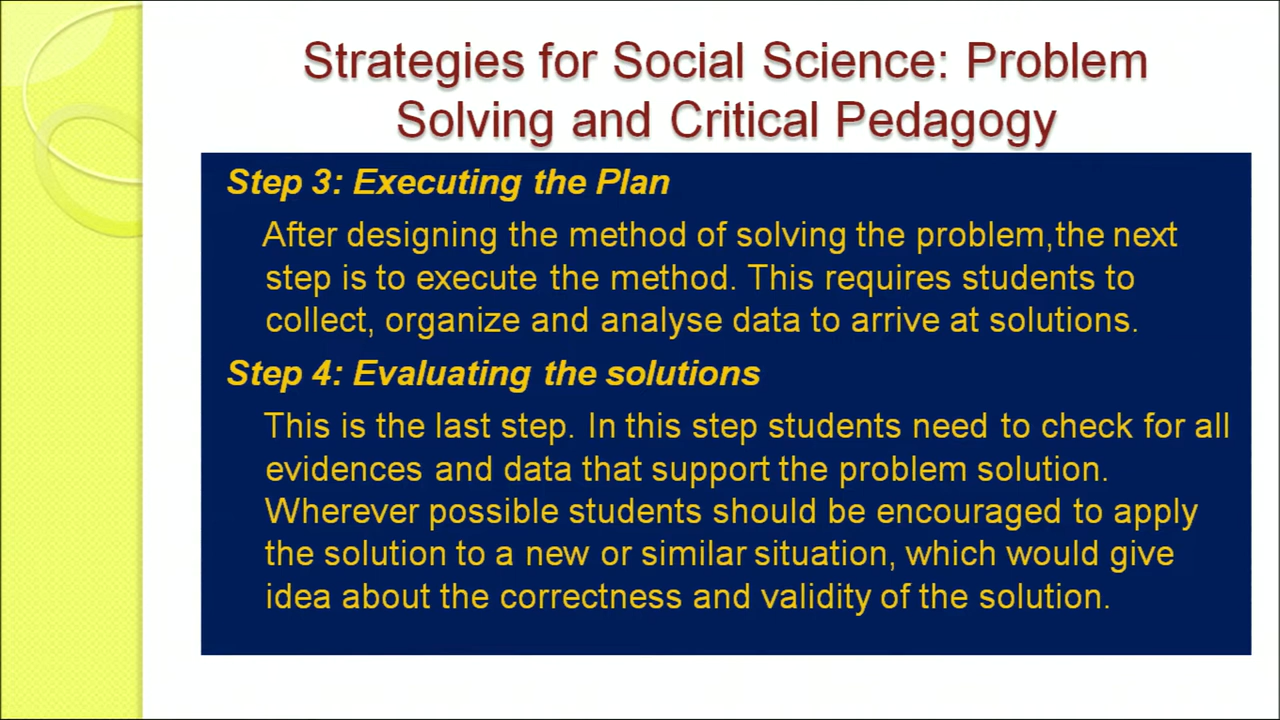 Strategies for Social Science: Problem
Solving and Critical Pedagogy
Step 3: Executing the Plan
After designing the method of solving the problem,the next
step is to execute the method. This requires students to
collect, organize and analyse data to arrive at solutions.
Step 4: Evaluating the solutions
This is the last step. In this step students need to check for all
evidences and data that support the problem solution.
Wherever possible students should be encouraged to apply
the solution to a new or similar situation, which would give
idea about the correctness and validity of the solution.